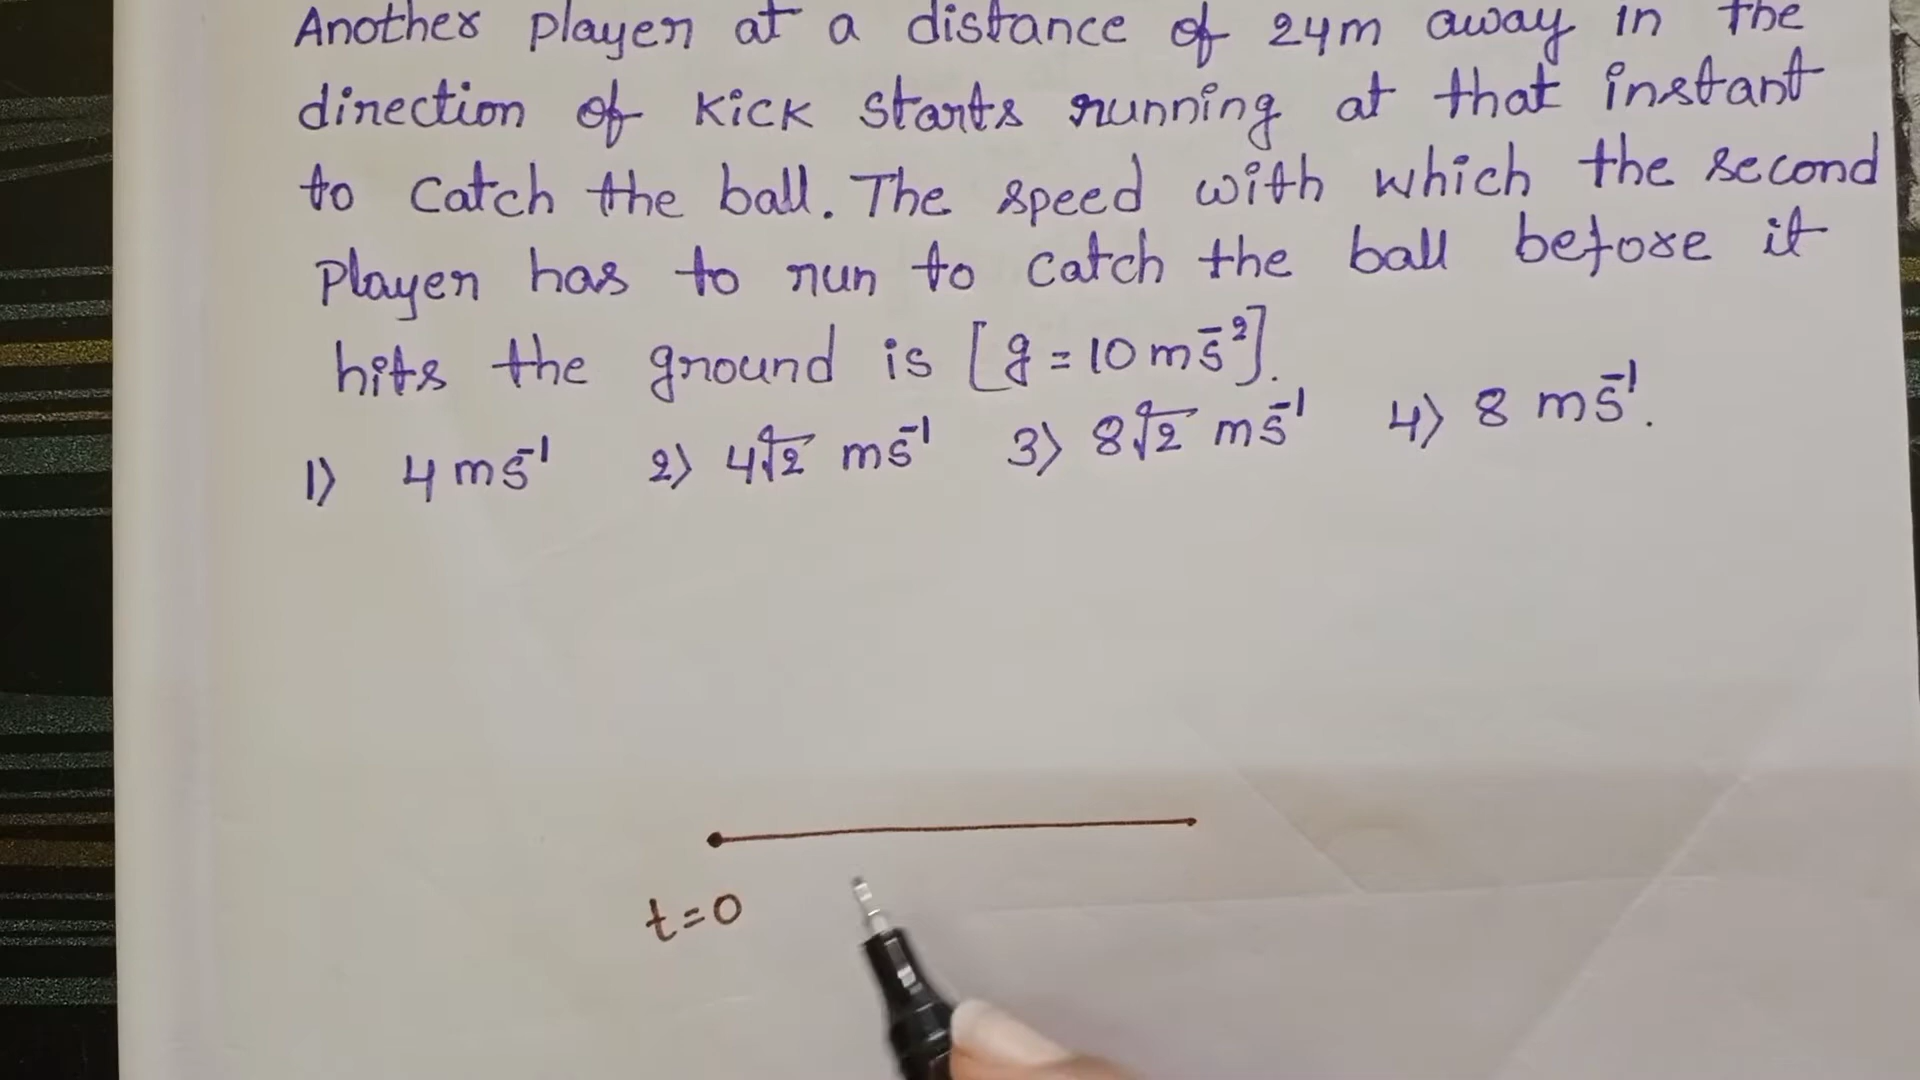 Another player at a distance of 24m away in the
direction of kick starts running at that instant
to catch the ball. The speed with which the second
player has to run to catch the ball before it
hits the ground is [g = 10 ms̄²].
1) 4 ms̄¹ 2) 4√2 ms̄¹ 3) 8√2 ms̄¹ 4) 8 ms̄¹.
t=0